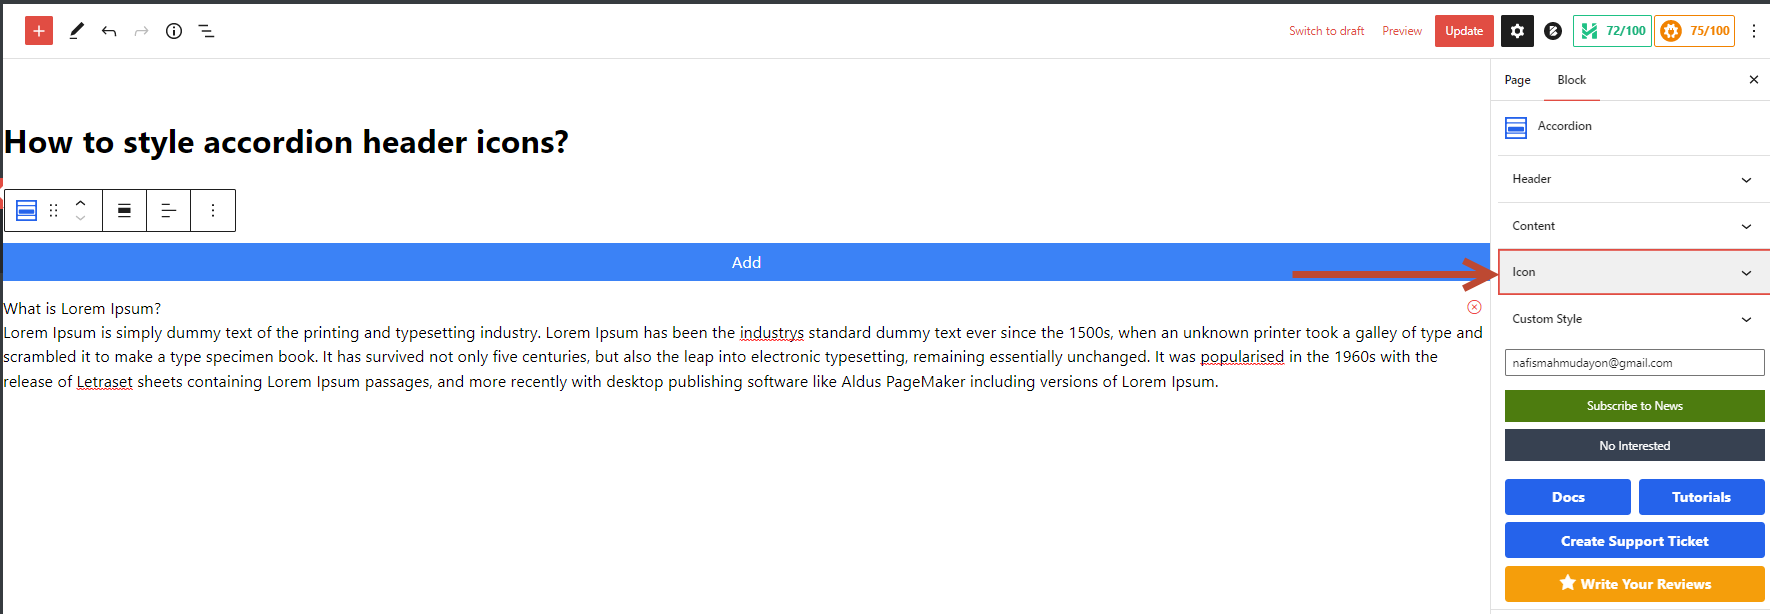 Switch to draft Preview Update 72/100 75/100
Page Block
Accordion
How to style accordion header icons?
Header
Content
Add
Icon
What is Lorem Ipsum?
Lorem Ipsum is simply dummy text of the printing and typesetting industry. Lorem Ipsum has been the industrys standard dummy text ever since the 1500s, when an unknown printer took a galley of type and
scrambled it to make a type specimen book. It has survived not only five centuries, but also the leap into electronic typesetting, remaining essentially unchanged. It was popularised in the 1960s with the
release of Letraset sheets containing Lorem Ipsum passages, and more recently with desktop publishing software like Aldus PageMaker including versions of Lorem Ipsum.
Custom Style
nafismahmudayon@gmail.com
Subscribe to News
No Interested
Docs Tutorials
Create Support Ticket
Write Your Reviews